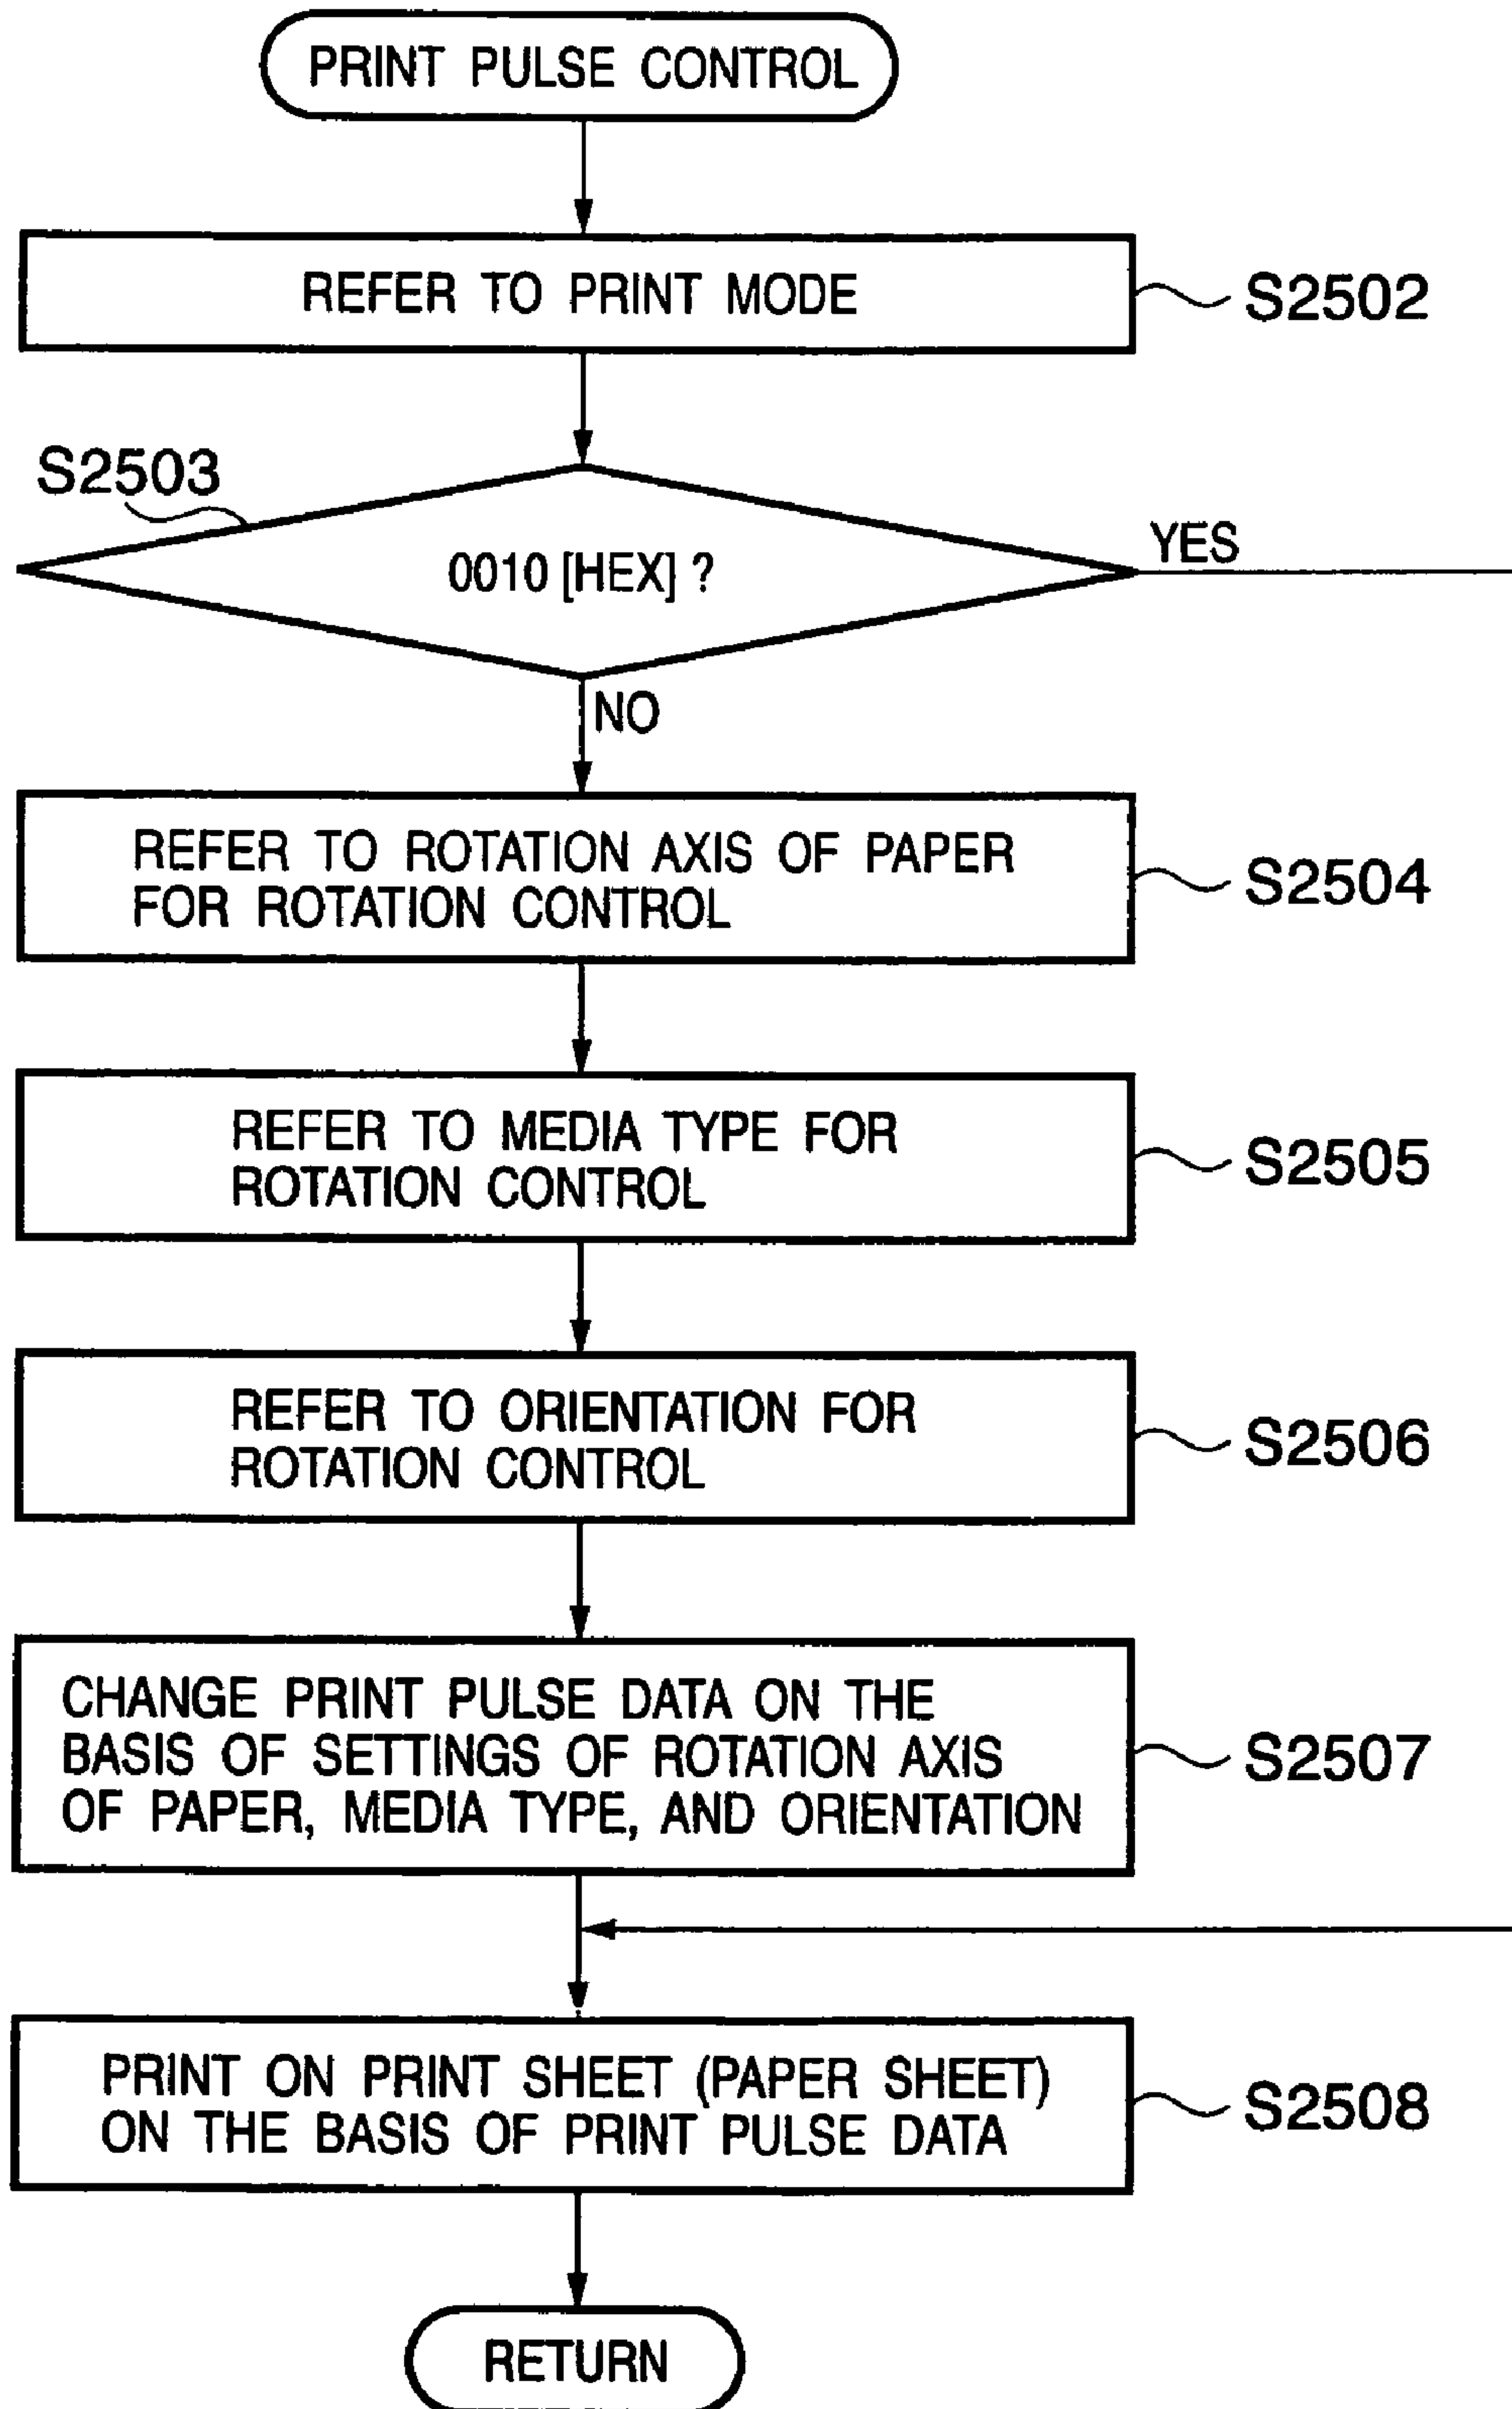 PRINT PULSE CONTROL
REFER TO PRINT MODE
S2502
S2503
0010 [HEX] ?
YES
NO
REFER TO ROTATION AXIS OF PAPER
FOR ROTATION CONTROL
S2504
REFER TO MEDIA TYPE FOR
ROTATION CONTROL
S2505
REFER TO ORIENTATION FOR
ROTATION CONTROL
S2506
CHANGE PRINT PULSE DATA ON THE
BASIS OF SETTINGS OF ROTATION AXIS
OF PAPER, MEDIA TYPE, AND ORIENTATION
S2507
PRINT ON PRINT SHEET (PAPER SHEET)
ON THE BASIS OF PRINT PULSE DATA
S2508
RETURN